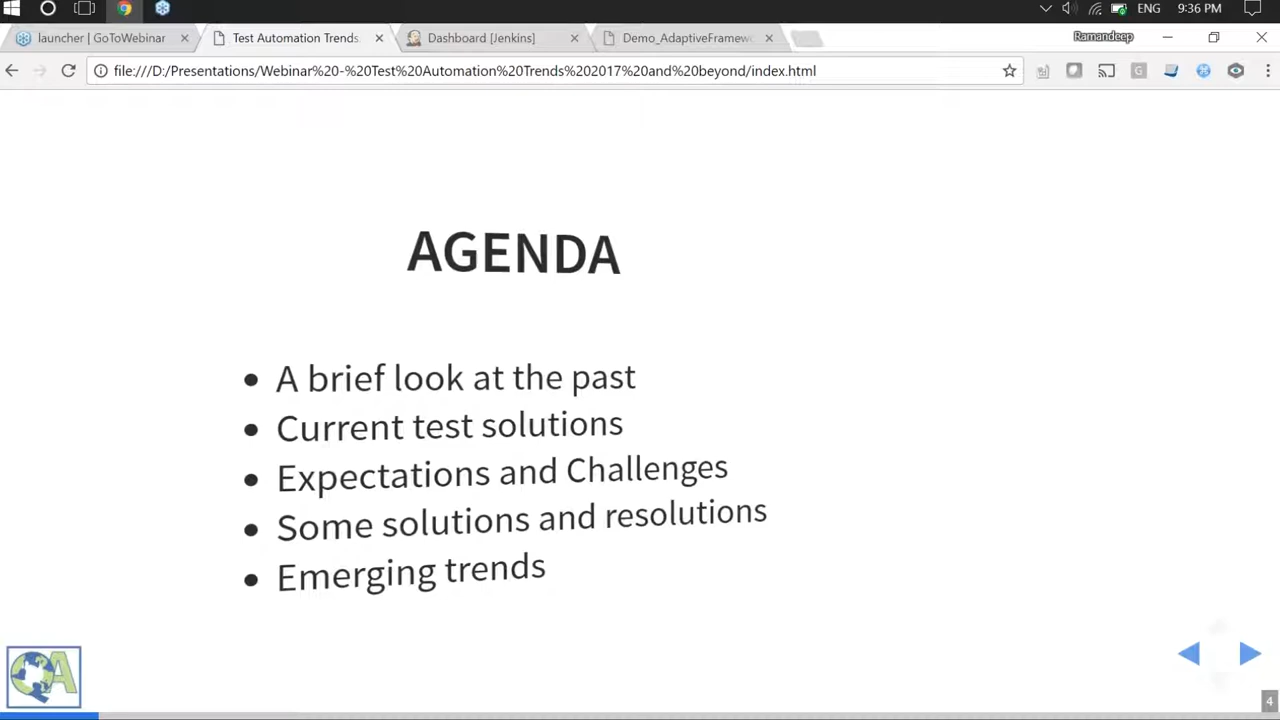 ENG 9:36 PM
launcher | GoToWebinar
Test Automation Trends
Dashboard [Jenkins]
Demo_AdaptiveFramew
Ramandeep
file:///D:/Presentations/Webinar%20-%20Test%20Automation%20Trends%202017%20and%20beyond/index.html
G
AGENDA
• A brief look at the past
• Current test solutions
• Expectations and Challenges
• Some solutions and resolutions
• Emerging trends
QA
4